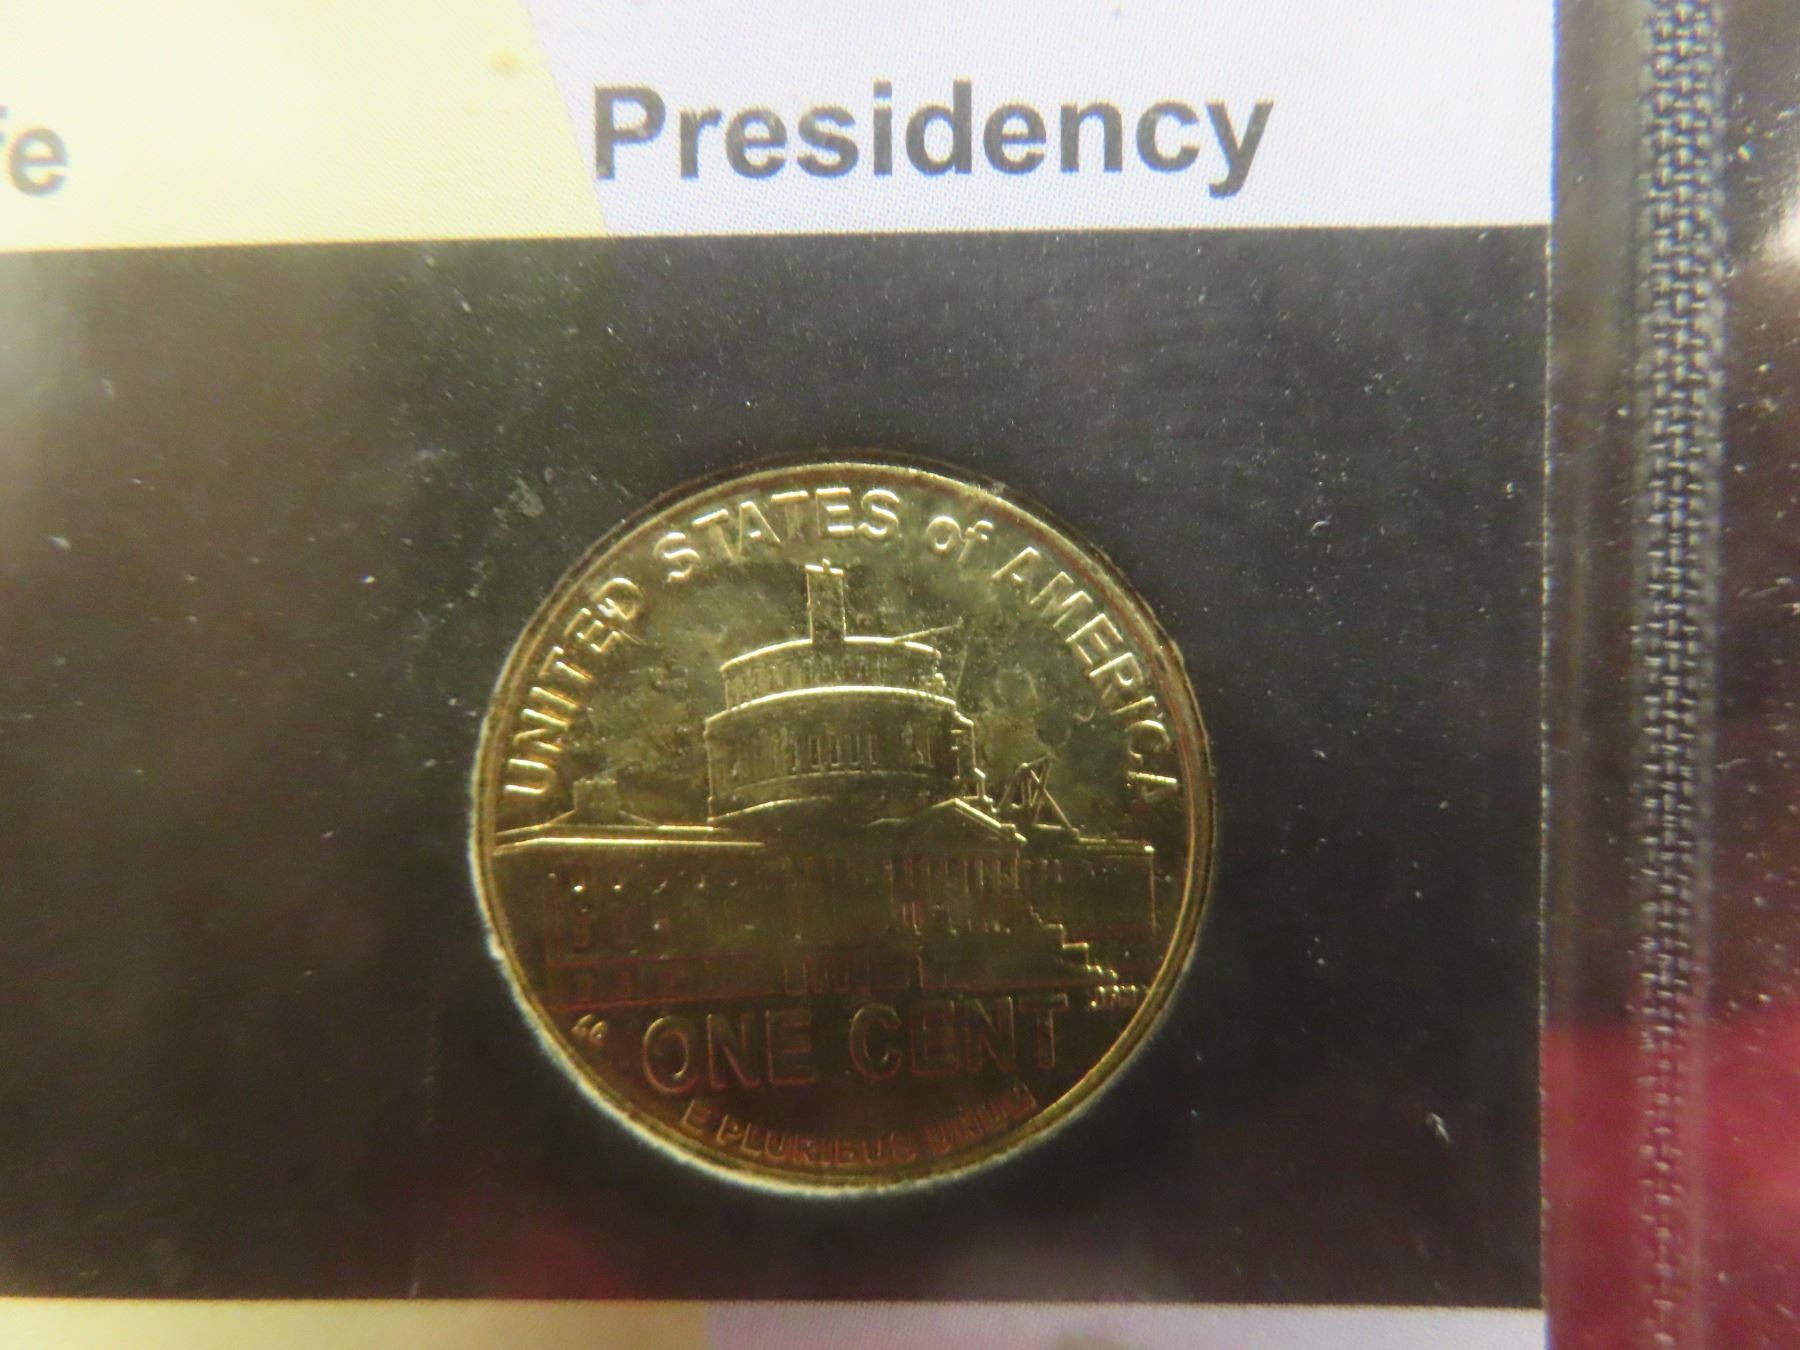 fe
Presidency
UNITED STATES of AMERICA
ONE CENT
E PLURIBUS UNUM